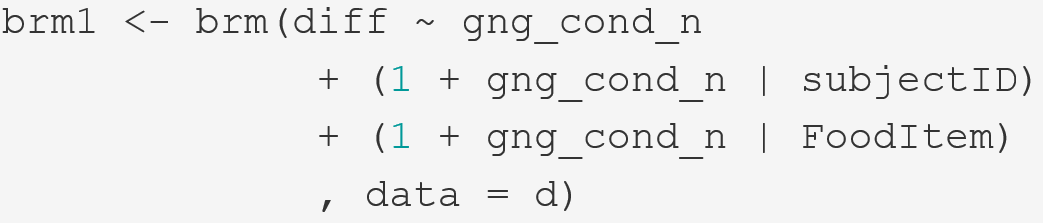 brm1 <- brm(diff ~ gng_cond_n
+ (1 + gng_cond_n | subjectID)
+ (1 + gng_cond_n | FoodItem)
, data = d)